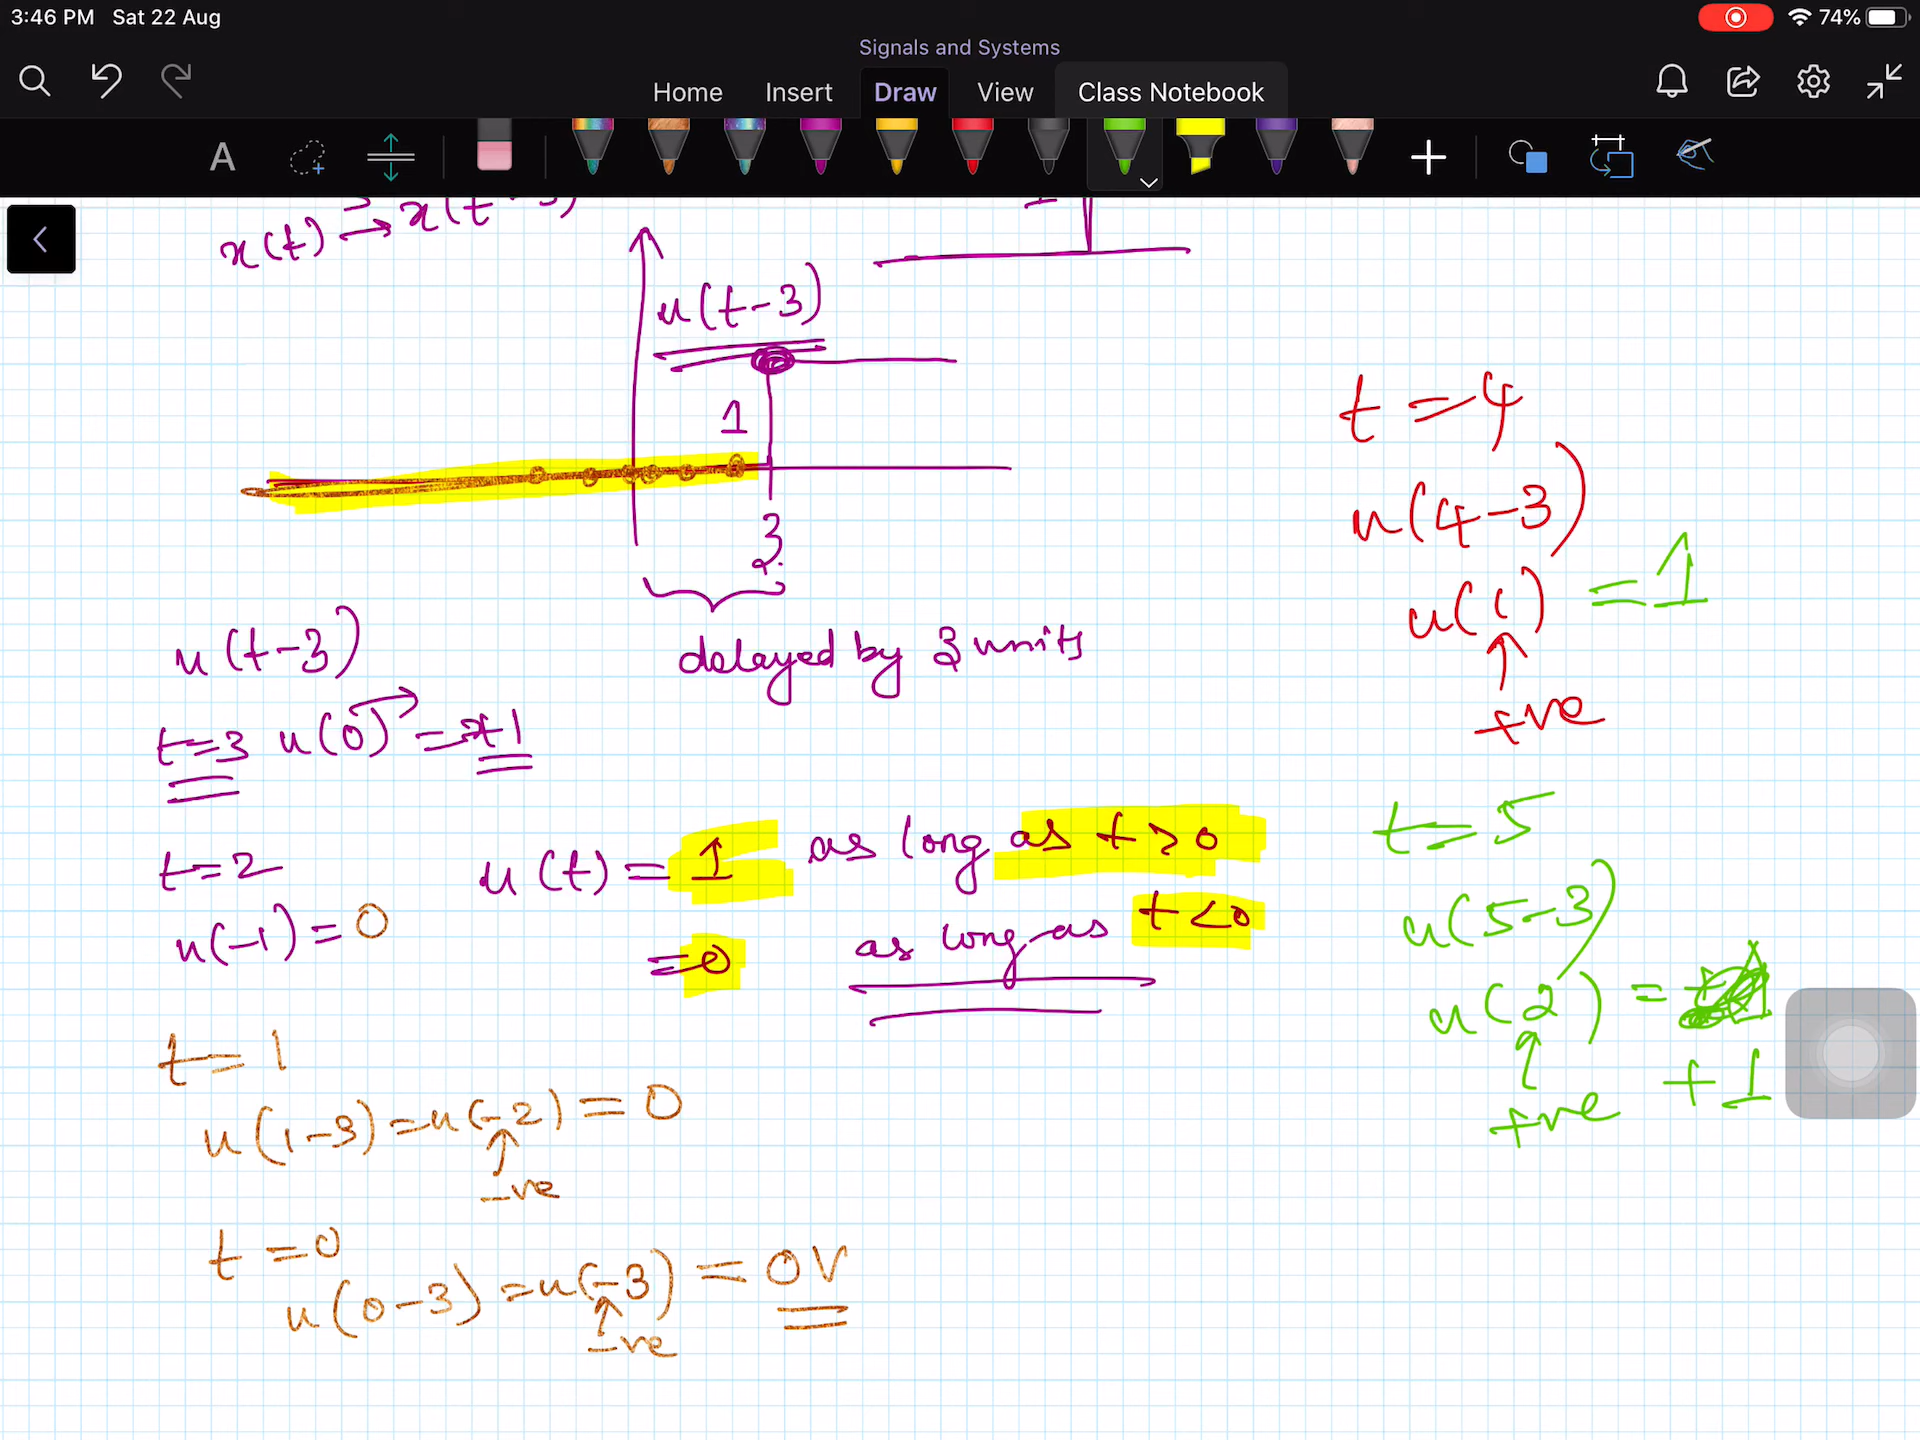 3:46 PM Sat 22 Aug
74%
Signals and Systems
Home Insert Draw View Class Notebook
A
x(t) → x(t-3)
1
u(t-3)
1
3
delayed by 3 units
u(t-3)
t=3 u(0) = +1
t=2
u(-1) = 0
u(t) = 1 as long as t ≥ 0
= 0 as long as t < 0
t = 1
u(1-3) = u(-2) = 0
-ve
t = 0
u(0-3) = u(-3) = 0V
-ve
t = 4
u(4-3)
u(1) = 1
+ve
t = 5
u(5-3)
u(2) =
+1
+ve